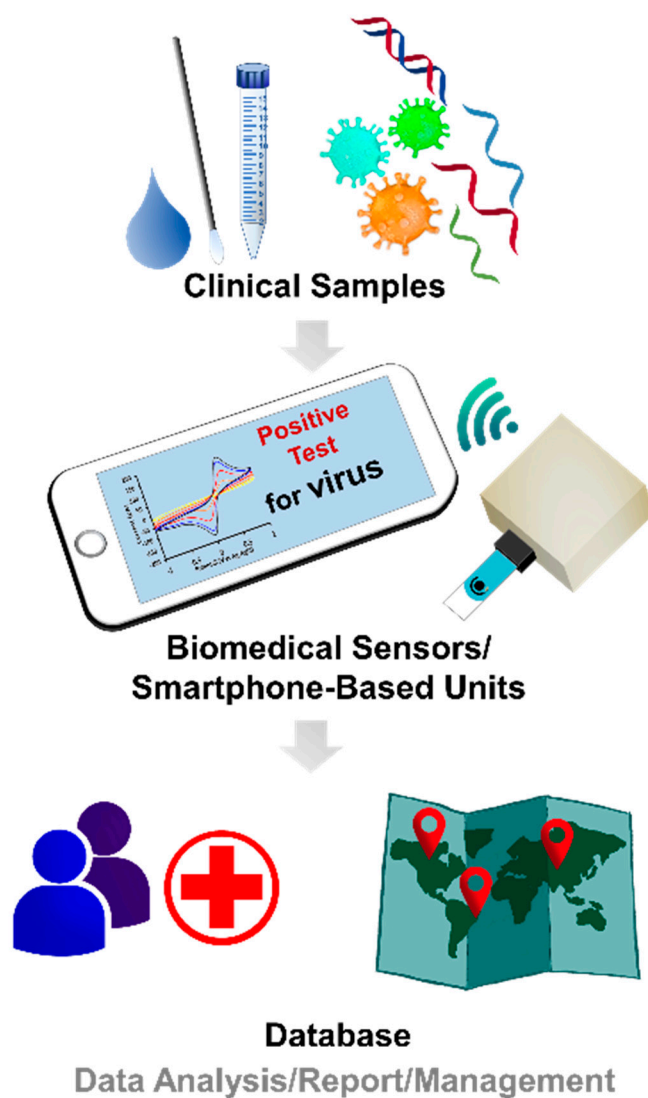 Clinical Samples
Positive
Test
for virus
Biomedical Sensors/
Smartphone-Based Units
Database
Data Analysis/Report/Management